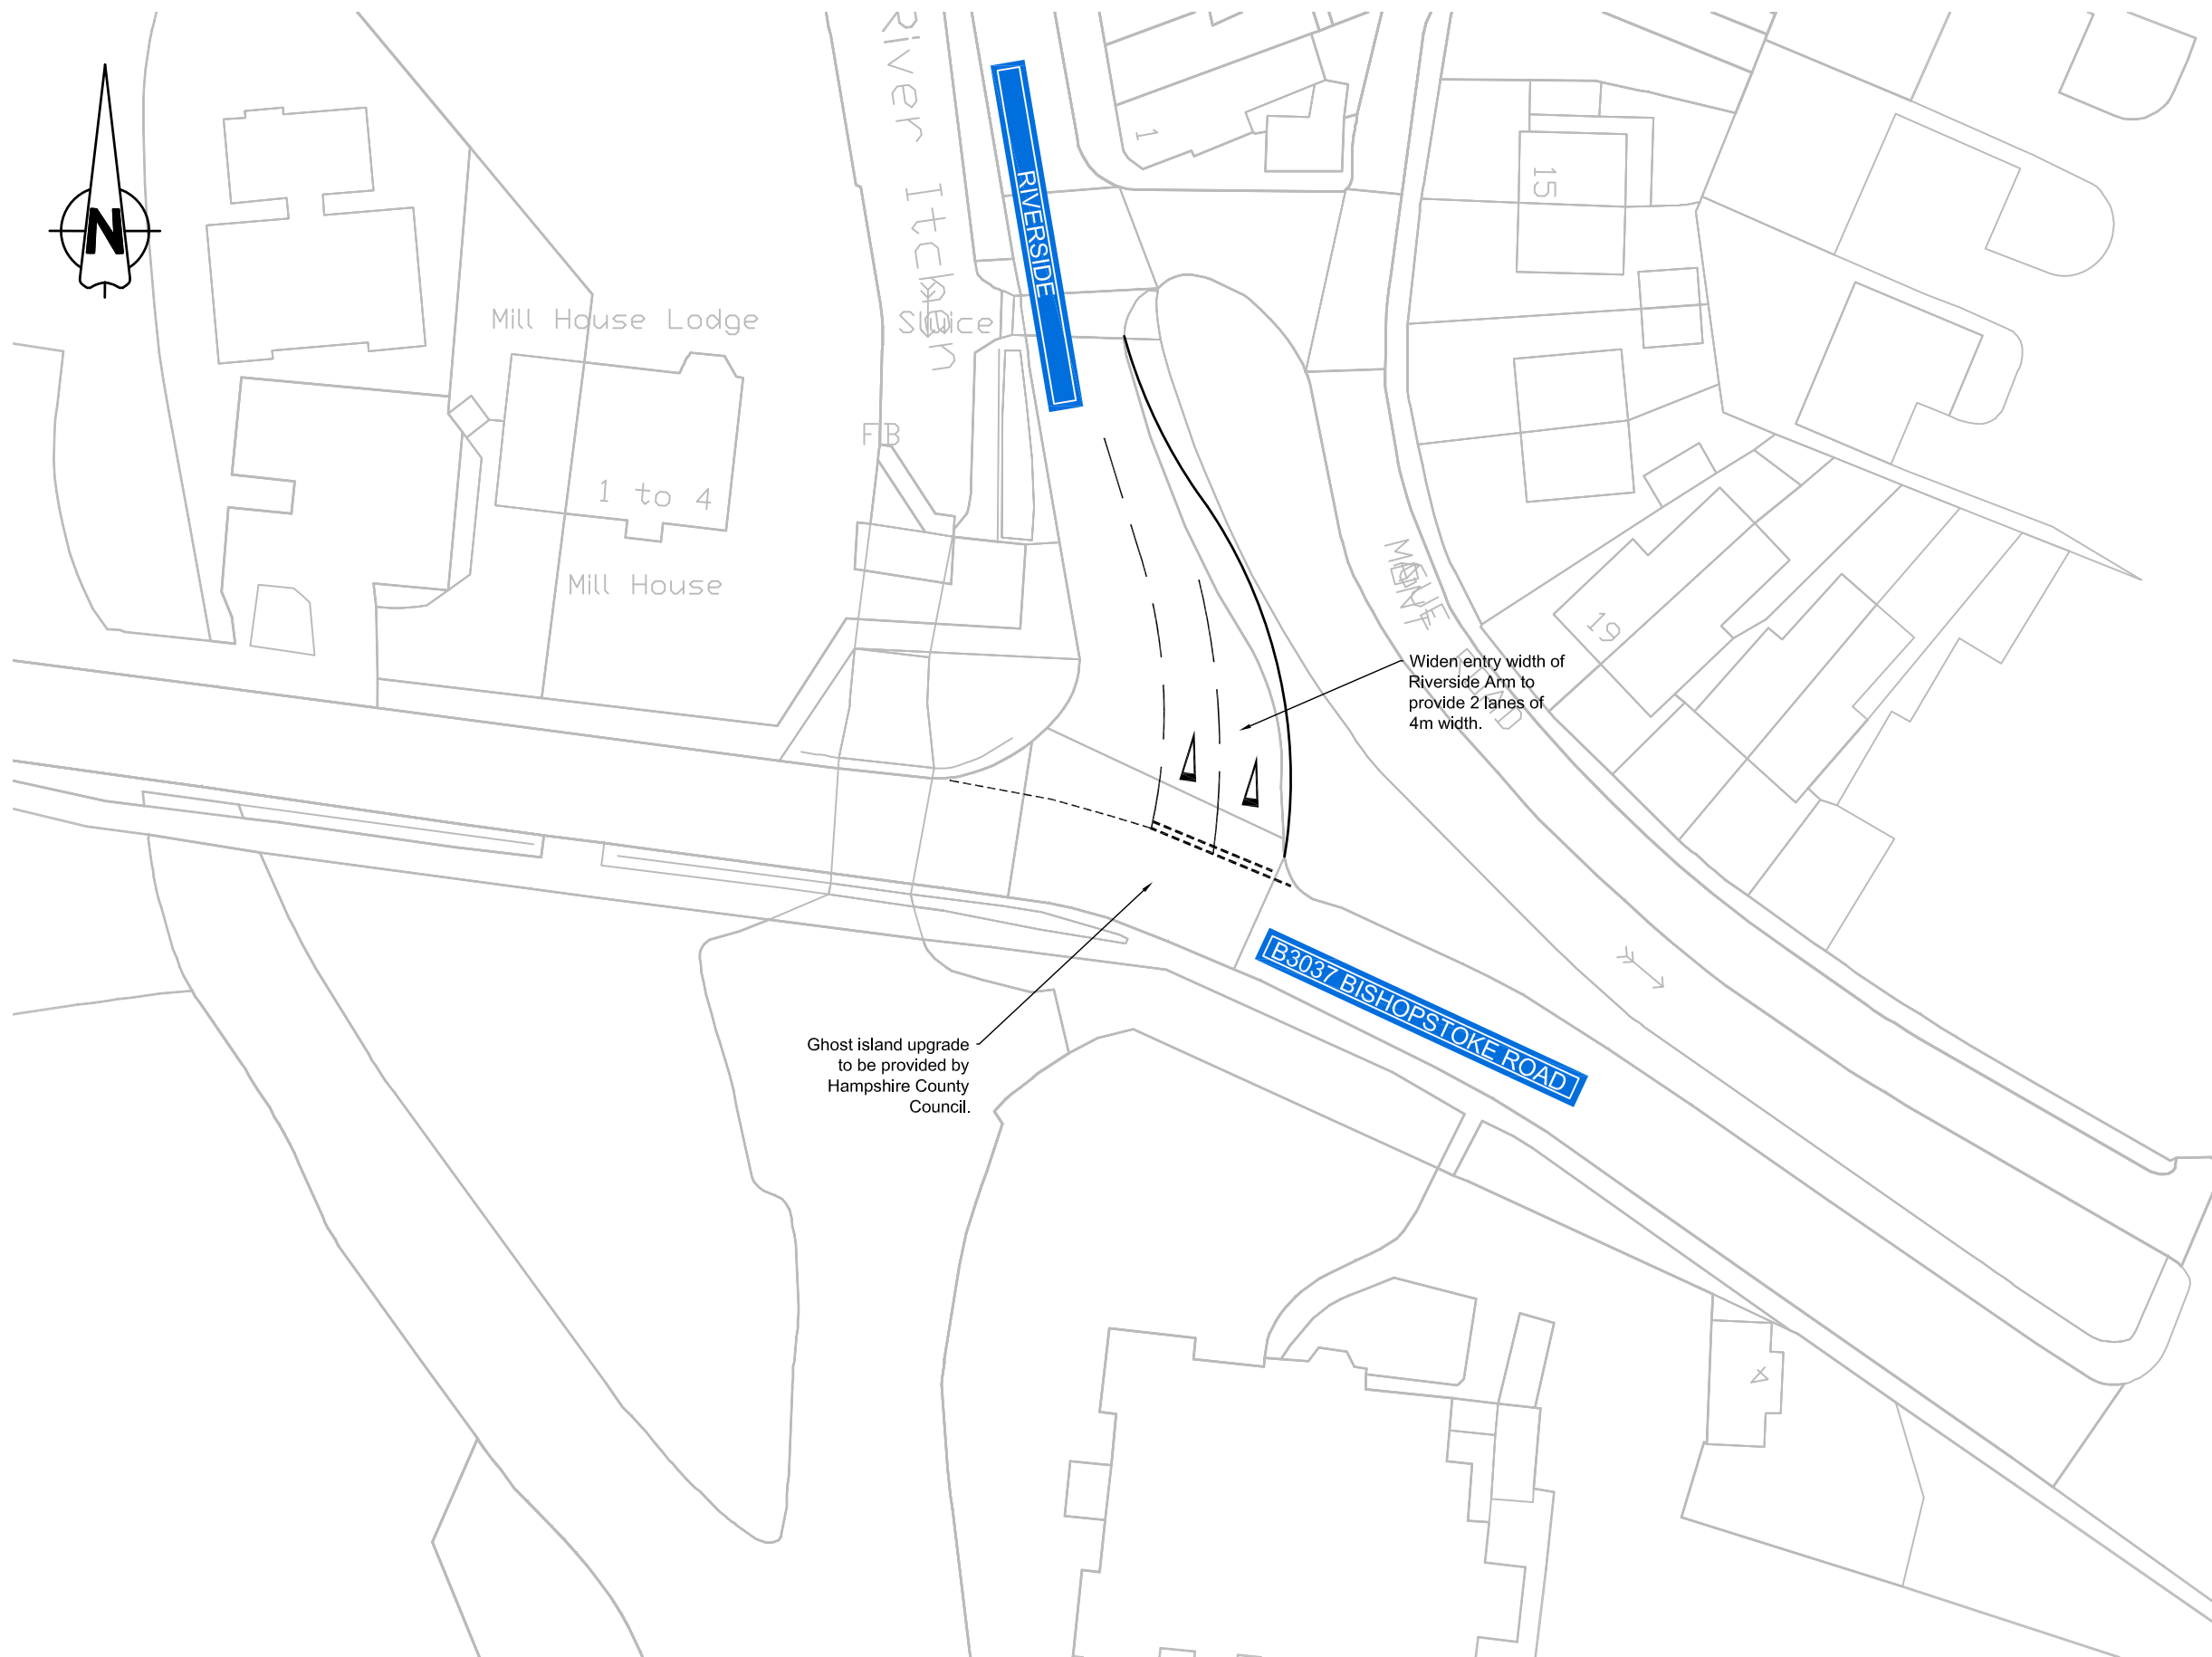 River Itchen
1
RIVERSIDE
15
N
Mill House Lodge
Sluice
FB
1 to 4
Mill House
19
Widen entry width of
Riverside Arm to
provide 2 lanes of
4m width.
B3037 BISHOPSTOKE ROAD
Ghost island upgrade
to be provided by
Hampshire County
Council.
4